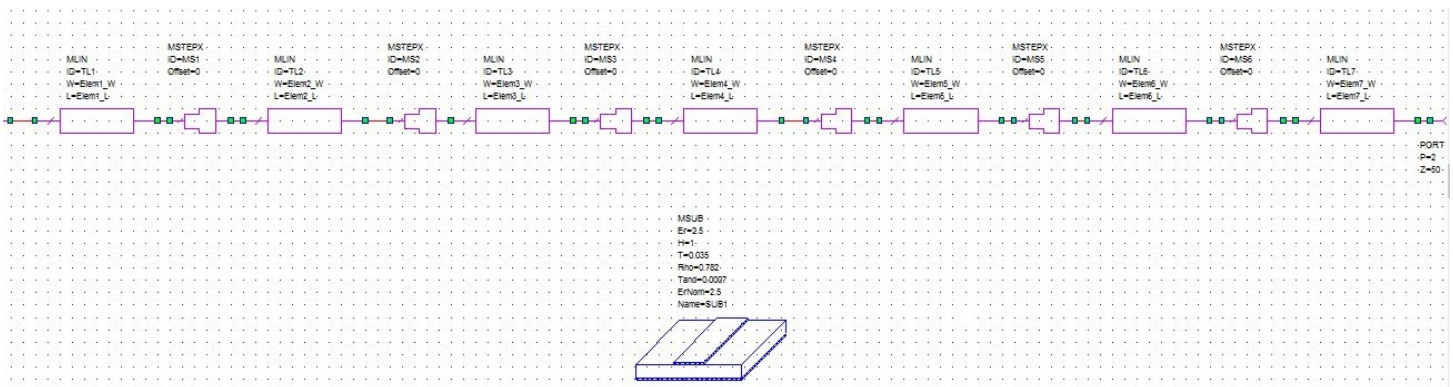 MLIN
ID=TL1
W=Elem1_W
L=Elem1_L
MSTEPX
ID=MS1
Offset=0
MLIN
ID=TL2
W=Elem2_W
L=Elem2_L
MSTEPX
ID=MS2
Offset=0
MLIN
ID=TL3
W=Elem3_W
L=Elem3_L
MSTEPX
ID=MS3
Offset=0
MLIN
ID=TL4
W=Elem4_W
L=Elem4_L
MSTEPX
ID=MS4
Offset=0
MLIN
ID=TL5
W=Elem5_W
L=Elem5_L
MSTEPX
ID=MS5
Offset=0
MLIN
ID=TL6
W=Elem6_W
L=Elem6_L
MSTEPX
ID=MS6
Offset=0
MLIN
ID=TL7
W=Elem7_W
L=Elem7_L
PORT
P=2
Z=50
MSUB
Er=2.5
H=1
T=0.035
Rho=0.782
Tand=0.0097
ErNom=2.5
Name=SUB1